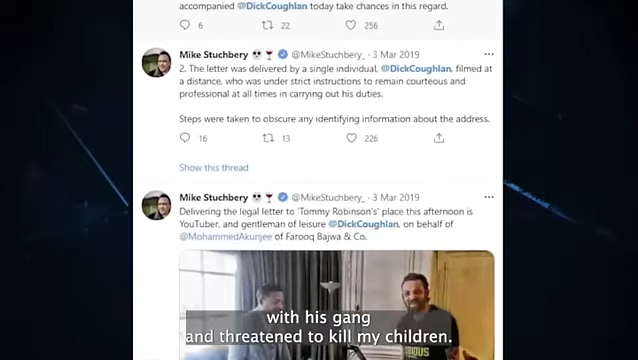 accompanied @DickCoughlan today take chances in this regard.
6 22 256
Mike Stuchbery @MikeStuchbery_ · 3 Mar 2019
2. The letter was delivered by a single individual, @DickCoughlan, filmed at
a distance, who was under strict instructions to remain courteous and
professional at all times in carrying out his duties.
Steps were taken to obscure any identifying information about the address.
16 13 226
Show this thread
Mike Stuchbery @MikeStuchbery_ · 3 Mar 2019
Delivering the legal letter to 'Tommy Robinson's' place this afternoon is
YouTuber, and gentleman of leisure @DickCoughlan, on behalf of
@MohammedAkunjee of Farooq Bajwa & Co.
with his gang
and threatened to kill my children.